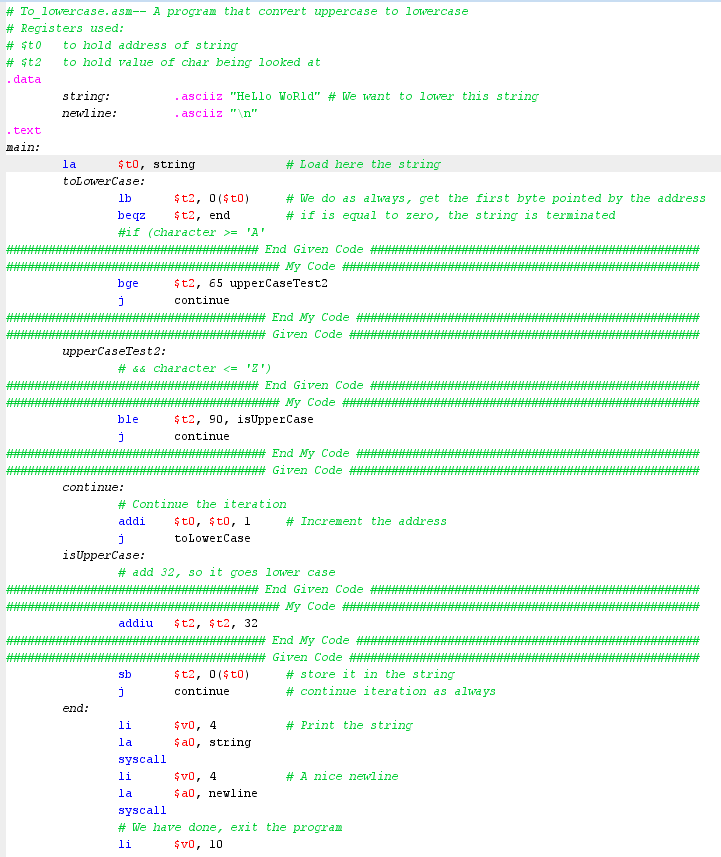 # To_lowercase.asm-- A program that convert uppercase to lowercase
# Registers used:
# $t0   to hold address of string
# $t2   to hold value of char being looked at
.data
        string:         .asciiz "HeLlo WoRld" # We want to lower this string
        newline:        .asciiz "\n"
.text
main:
        la      $t0, string             # Load here the string
        toLowerCase:
                lb      $t2, 0($t0)     # We do as always, get the first byte pointed by the address
                beqz    $t2, end        # if is equal to zero, the string is terminated
                #if (character >= 'A'
#################################### End Given Code ###############################################
####################################### My Code ###################################################
                bge     $t2, 65 upperCaseTest2
                j       continue
##################################### End My Code #################################################
##################################### Given Code ##################################################
        upperCaseTest2:
                # && character <= 'Z')
#################################### End Given Code ###############################################
####################################### My Code ###################################################
                ble     $t2, 90, isUpperCase
                j       continue
##################################### End My Code #################################################
##################################### Given Code ##################################################
        continue:
                # Continue the iteration
                addi    $t0, $t0, 1     # Increment the address
                j       toLowerCase
        isUpperCase:
                # add 32, so it goes lower case
#################################### End Given Code ###############################################
####################################### My Code ###################################################
                addiu   $t2, $t2, 32
##################################### End My Code #################################################
##################################### Given Code ##################################################
                sb      $t2, 0($t0)     # store it in the string
                j       continue        # continue iteration as always
        end:
                li      $v0, 4          # Print the string
                la      $a0, string
                syscall
                li      $v0, 4          # A nice newline
                la      $a0, newline
                syscall
                # We have done, exit the program
                li      $v0, 10